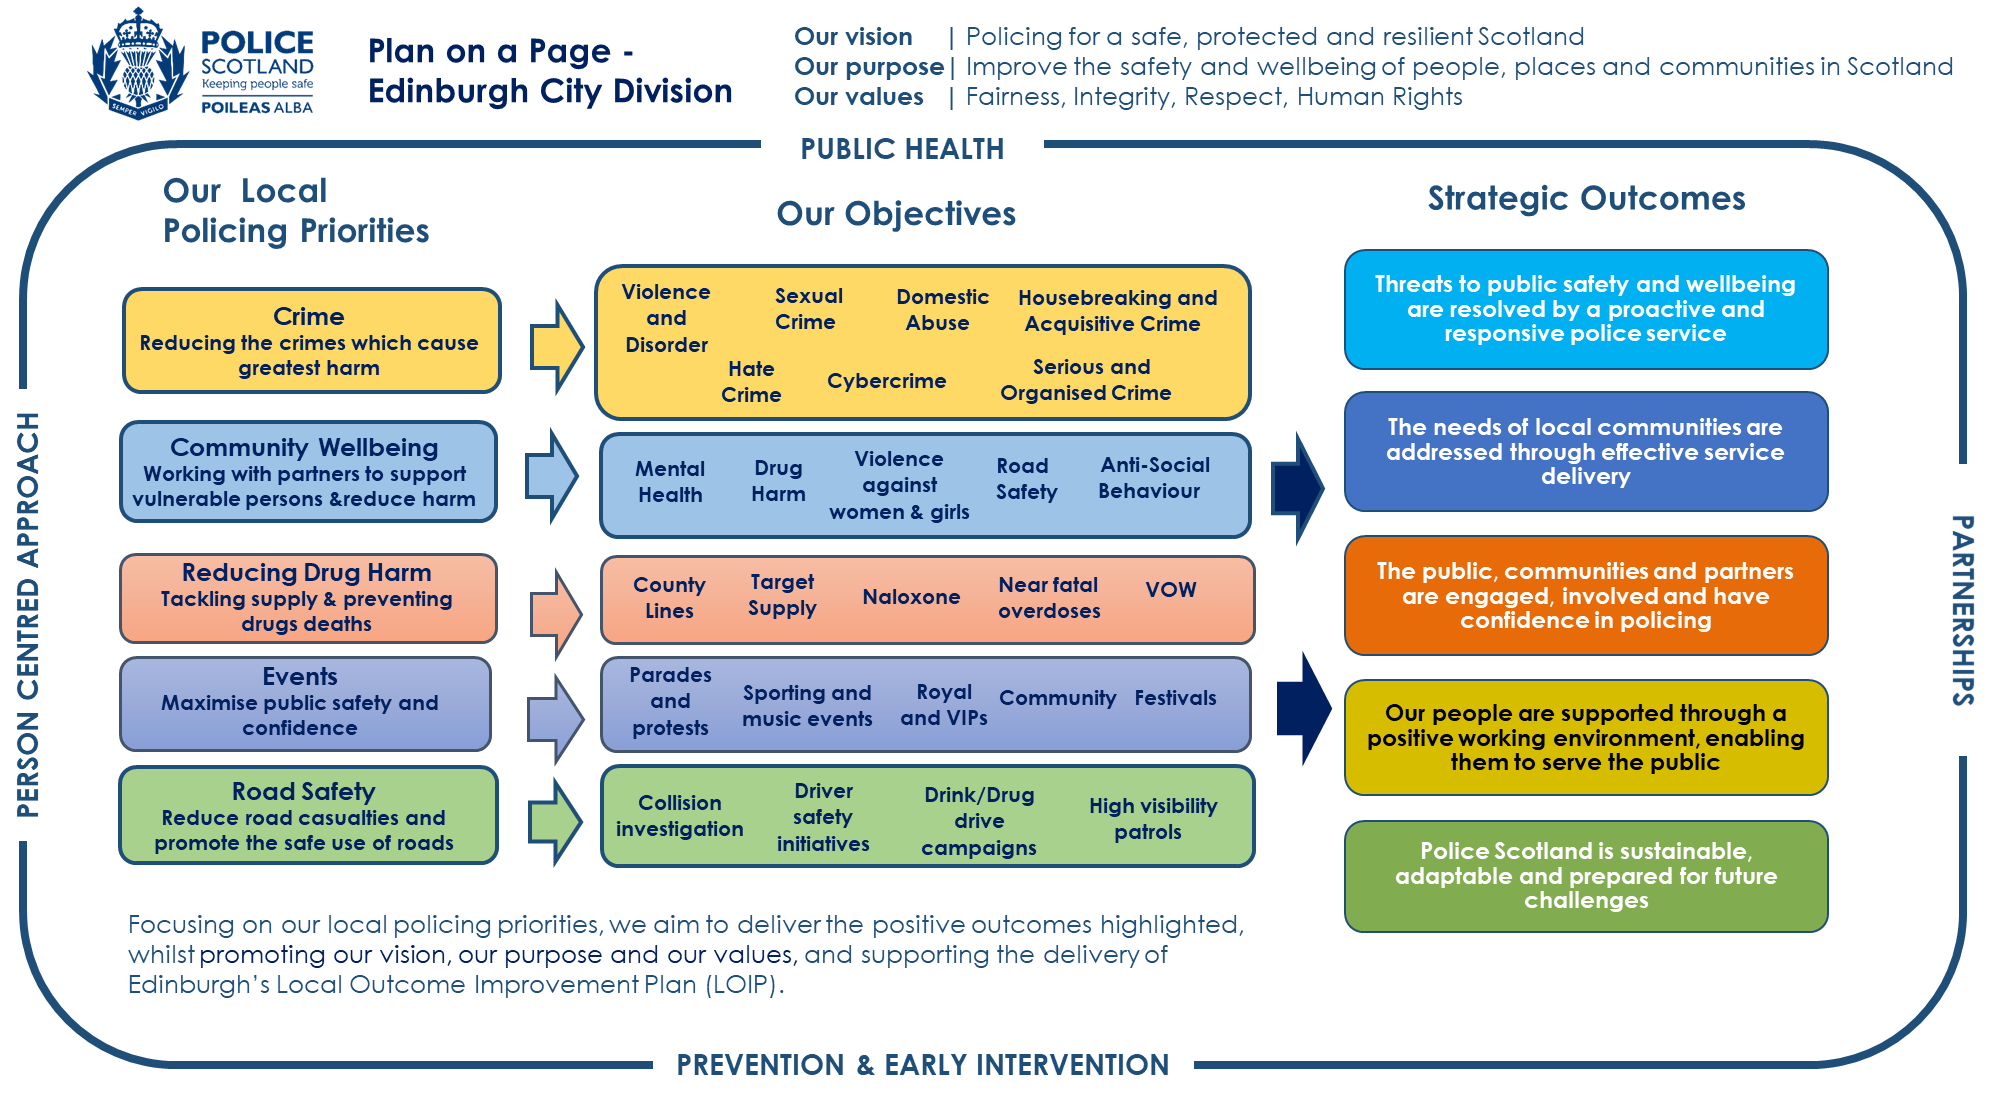 POLICE
SCOTLAND
Keeping people safe
POILEAS ALBA
SEMPER VIGILO
Plan on a Page -
Edinburgh City Division
Our vision | Policing for a safe, protected and resilient Scotland
Our purpose | Improve the safety and wellbeing of people, places and communities in Scotland
Our values | Fairness, Integrity, Respect, Human Rights
PUBLIC HEALTH
PERSON CENTRED APPROACH
Our Local
Policing Priorities
Crime
Reducing the crimes which cause
greatest harm
Community Wellbeing
Working with partners to support
vulnerable persons &reduce harm
Reducing Drug Harm
Tackling supply & preventing
drugs deaths
Events
Maximise public safety and
confidence
Road Safety
Reduce road casualties and
promote the safe use of roads
Our Objectives
Violence
and
Disorder
Sexual
Crime
Domestic
Abuse
Housebreaking and
Acquisitive Crime
Hate
Crime
Cybercrime
Serious and
Organised Crime
Mental
Health
Drug
Harm
Violence
against
women & girls
Road
Safety
Anti-Social
Behaviour
County
Lines
Target
Supply
Naloxone
Near fatal
overdoses
VOW
Parades
and
protests
Sporting and
music events
Royal
and VIPs
Community
Festivals
Collision
investigation
Driver
safety
initiatives
Drink/Drug
drive
campaigns
High visibility
patrols
Strategic Outcomes
Threats to public safety and wellbeing
are resolved by a proactive and
responsive police service
The needs of local communities are
addressed through effective service
delivery
The public, communities and partners
are engaged, involved and have
confidence in policing
Our people are supported through a
positive working environment, enabling
them to serve the public
Police Scotland is sustainable,
adaptable and prepared for future
challenges
PARTNERSHIPS
Focusing on our local policing priorities, we aim to deliver the positive outcomes highlighted,
whilst promoting our vision, our purpose and our values, and supporting the delivery of
Edinburgh’s Local Outcome Improvement Plan (LOIP).
PREVENTION & EARLY INTERVENTION